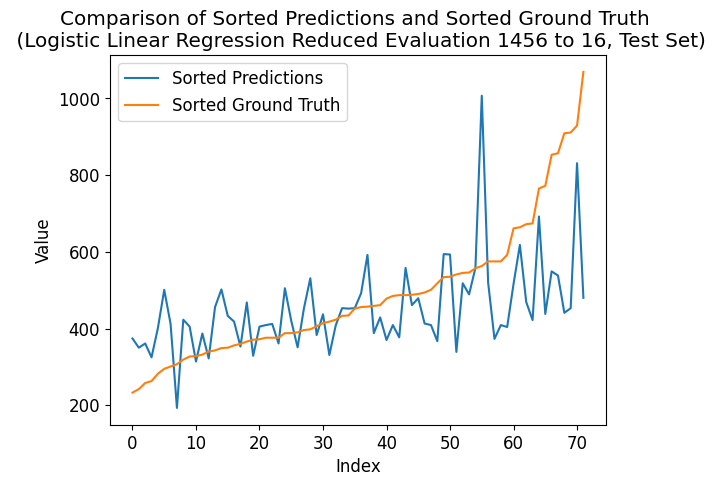 Comparison of Sorted Predictions and Sorted Ground Truth
(Logistic Linear Regression Reduced Evaluation 1456 to 16, Test Set)
Sorted Predictions
Sorted Ground Truth
Value
1000
800
600
400
200
0 10 20 30 40 50 60 70
Index